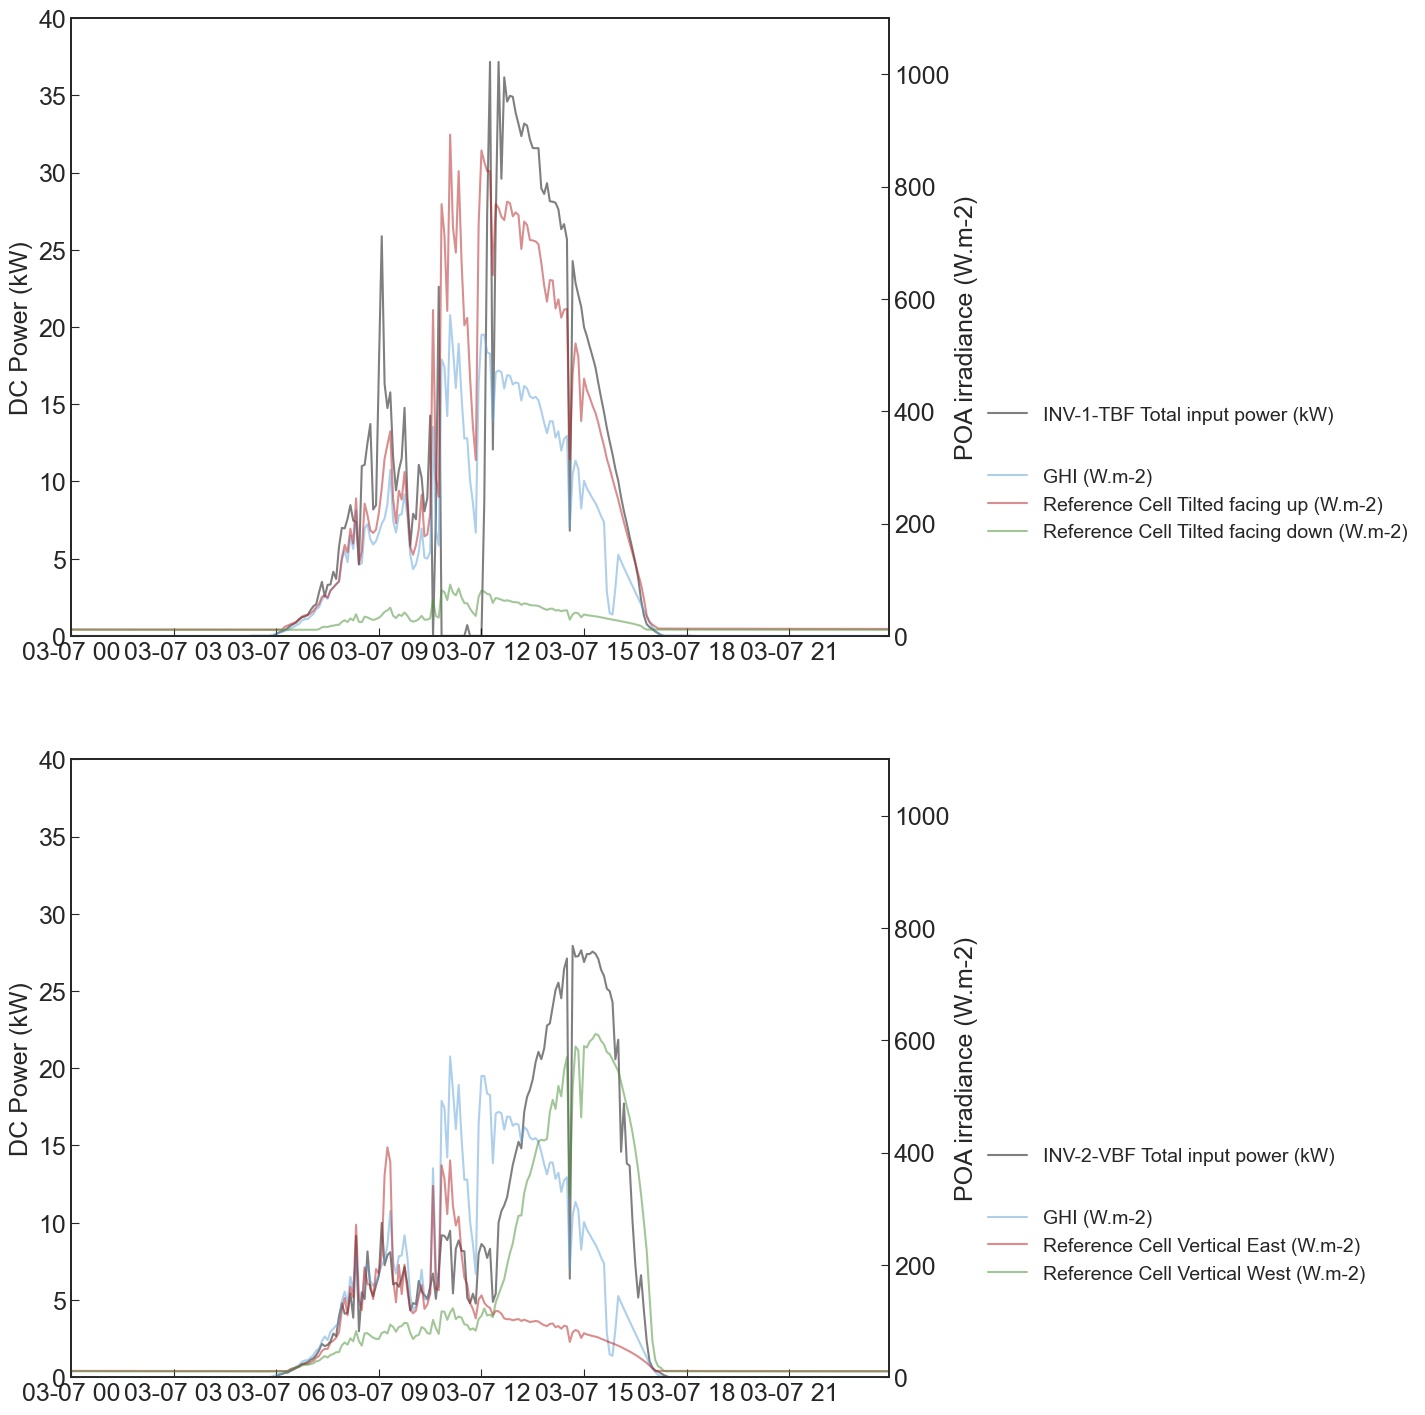 40
35
30
25
20
15
10
5
0
DC Power (kW)
1000
800
600
400
200
0
POA irradiance (W.m-2)
03-07 00 03-07 03 03-07 06 03-07 09 03-07 12 03-07 15 03-07 18 03-07 21
INV-1-TBF Total input power (kW)
GHI (W.m-2)
Reference Cell Tilted facing up (W.m-2)
Reference Cell Tilted facing down (W.m-2)
40
35
30
25
20
15
10
5
0
DC Power (kW)
1000
800
600
400
200
0
POA irradiance (W.m-2)
03-07 00 03-07 03 03-07 06 03-07 09 03-07 12 03-07 15 03-07 18 03-07 21
INV-2-VBF Total input power (kW)
GHI (W.m-2)
Reference Cell Vertical East (W.m-2)
Reference Cell Vertical West (W.m-2)